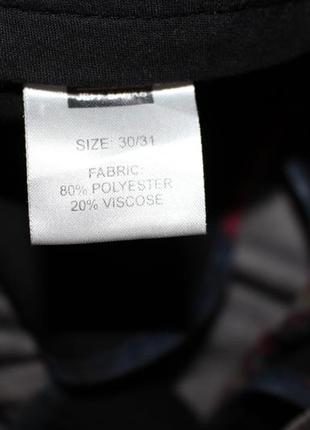 SIZE: 30/31
FABRIC:
80% POLYESTER
20% VISCOSE